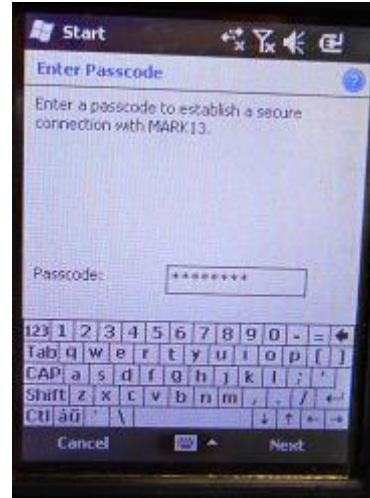 Start
Enter Passcode
?
Enter a passcode to establish a secure
connection with MARK13.
Passcode: ********
123 1 2 3 4 5 6 7 8 9 0 - =
Tab q w e r t y u i o p [ ]
CAP a s d f g h j k l ; '
Shift z x c v b n m , . /
Ctl áü ` \
Cancel
Next